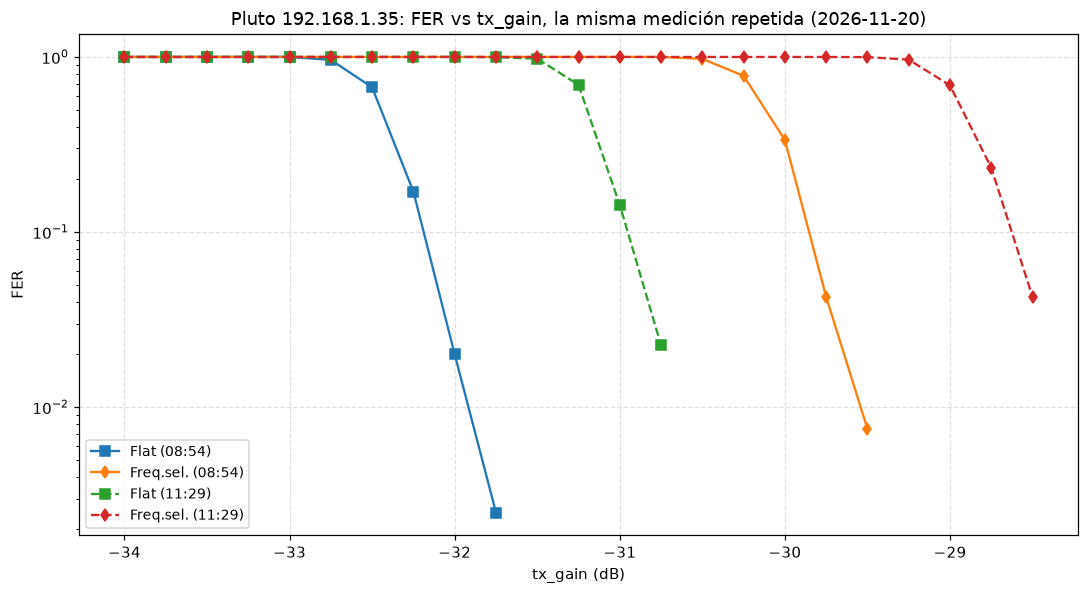 Pluto 192.168.1.35: FER vs tx_gain, la misma medición repetida (2026-11-20)
FER
10⁰
10⁻¹
10⁻²
Flat (08:54)
Freq.sel. (08:54)
Flat (11:29)
Freq.sel. (11:29)
−34 −33 −32 −31 −30 −29
tx_gain (dB)